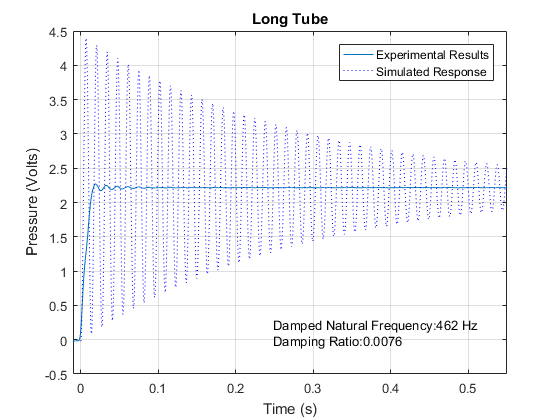 Long Tube
4.5
4
3.5
3
2.5
2
1.5
1
0.5
0
-0.5
Pressure (Volts)
Experimental Results
Simulated Response
Damped Natural Frequency:462 Hz
Damping Ratio:0.0076
0
0.1
0.2
0.3
0.4
0.5
Time (s)